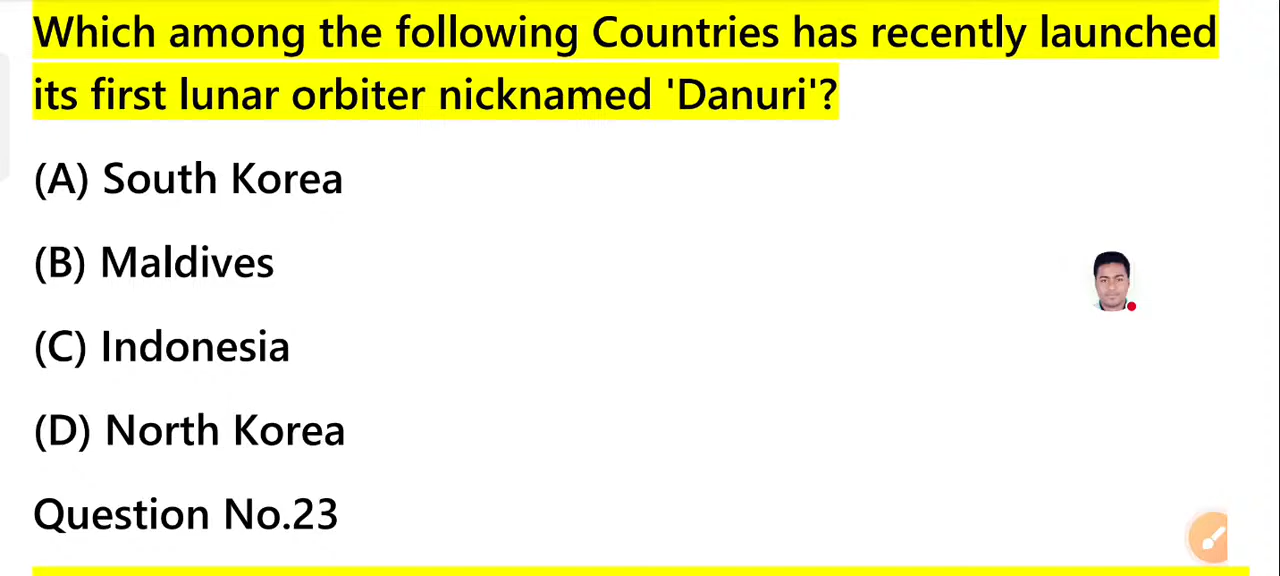 Which among the following Countries has recently launched
its first lunar orbiter nicknamed 'Danuri'?
(A) South Korea
(B) Maldives
(C) Indonesia
(D) North Korea
Question No.23